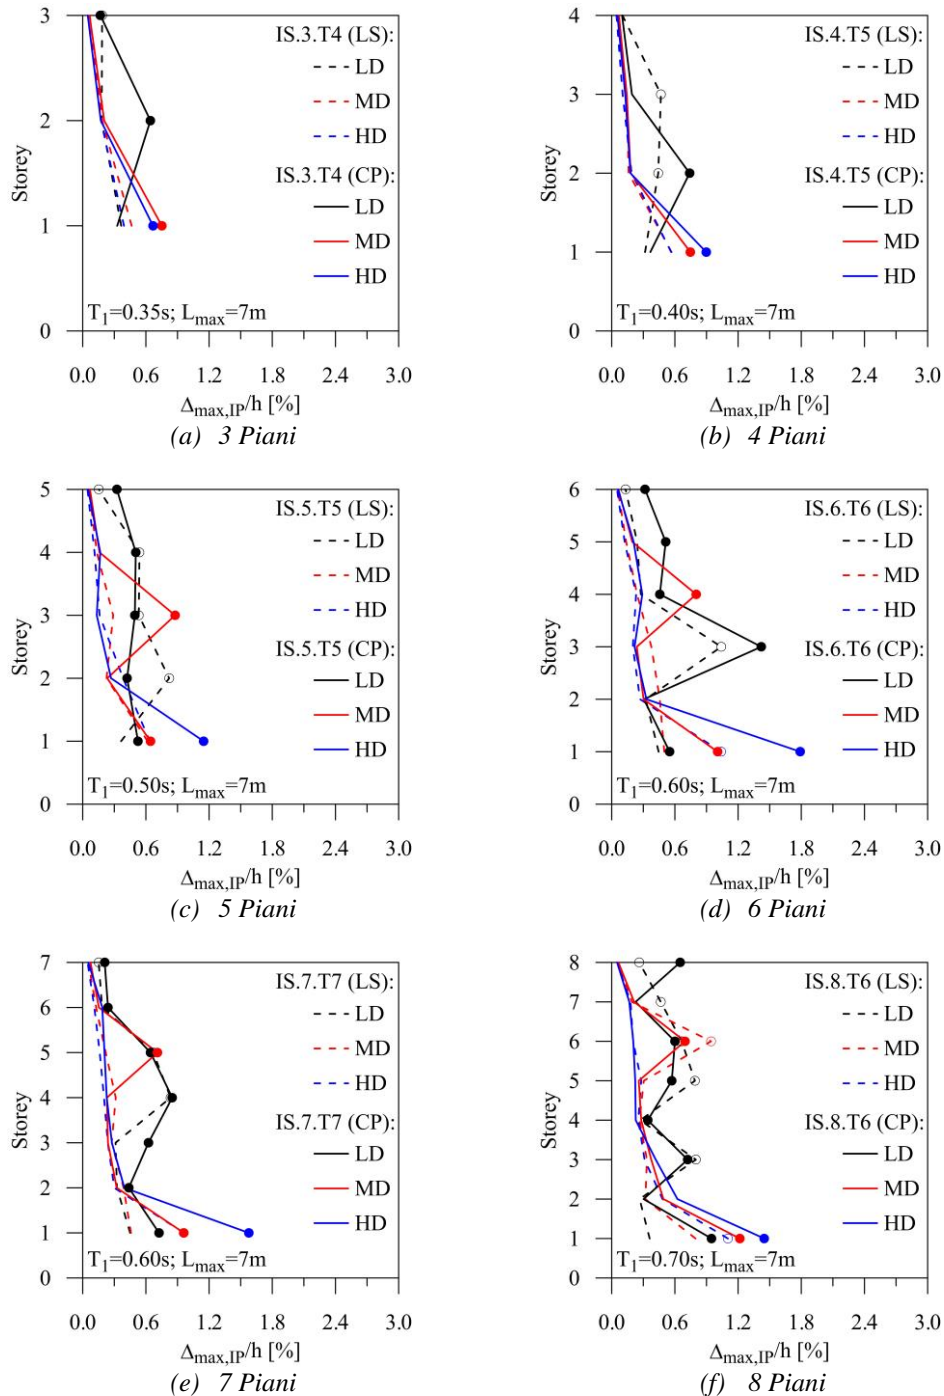 3
2
1
0
Storey
IS.3.T4 (LS):
LD
MD
HD
IS.3.T4 (CP):
LD
MD
HD
T1=0.35s; Lmax=7m
0.0 0.6 1.2 1.8 2.4 3.0
Δmax,IP/h [%]
(a) 3 Piani
4
3
2
1
0
Storey
IS.4.T5 (LS):
LD
MD
HD
IS.4.T5 (CP):
LD
MD
HD
T1=0.40s; Lmax=7m
0.0 0.6 1.2 1.8 2.4 3.0
Δmax,IP/h [%]
(b) 4 Piani
5
4
3
2
1
0
Storey
IS.5.T5 (LS):
LD
MD
HD
IS.5.T5 (CP):
LD
MD
HD
T1=0.50s; Lmax=7m
0.0 0.6 1.2 1.8 2.4 3.0
Δmax,IP/h [%]
(c) 5 Piani
6
5
4
3
2
1
0
Storey
IS.6.T6 (LS):
LD
MD
HD
IS.6.T6 (CP):
LD
MD
HD
T1=0.60s; Lmax=7m
0.0 0.6 1.2 1.8 2.4 3.0
Δmax,IP/h [%]
(d) 6 Piani
7
6
5
4
3
2
1
0
Storey
IS.7.T7 (LS):
LD
MD
HD
IS.7.T7 (CP):
LD
MD
HD
T1=0.60s; Lmax=7m
0.0 0.6 1.2 1.8 2.4 3.0
Δmax,IP/h [%]
(e) 7 Piani
8
7
6
5
4
3
2
1
0
Storey
IS.8.T6 (LS):
LD
MD
HD
IS.8.T6 (CP):
LD
MD
HD
T1=0.70s; Lmax=7m
0.0 0.6 1.2 1.8 2.4 3.0
Δmax,IP/h [%]
(f) 8 Piani